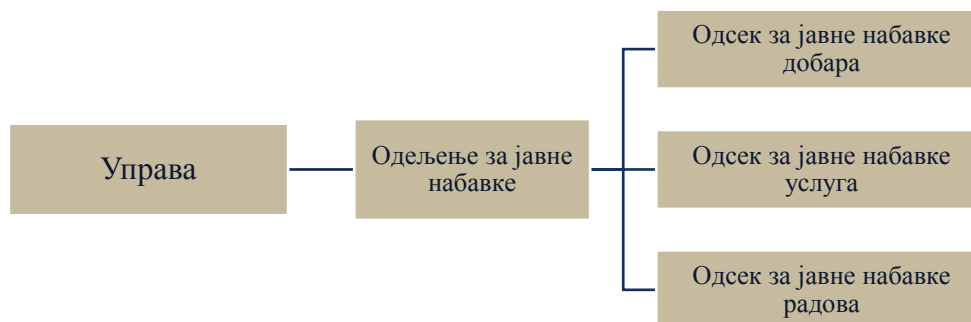 Управа
Одељење за јавне
набавке
Одсек за јавне набавке
добара
Одсек за јавне набавке
услуга
Одсек за јавне набавке
радова